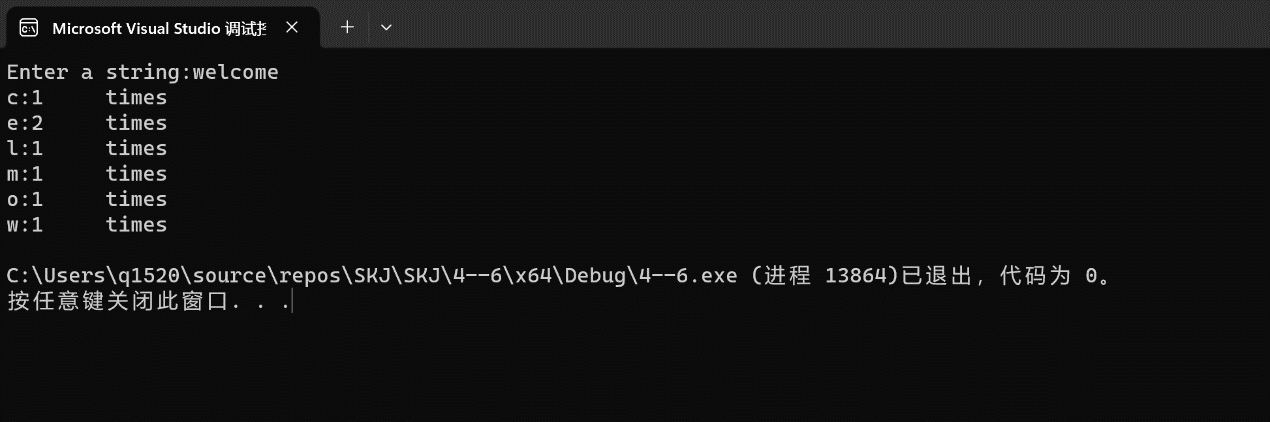 Microsoft Visual Studio 调试
Enter a string:welcome
c:1     times
e:2     times
l:1     times
m:1     times
o:1     times
w:1     times
C:\Users\q1520\source\repos\SKJ\SKJ\4--6\x64\Debug\4--6.exe (进程 13864)已退出，代码为 0。
按任意键关闭此窗口. . .